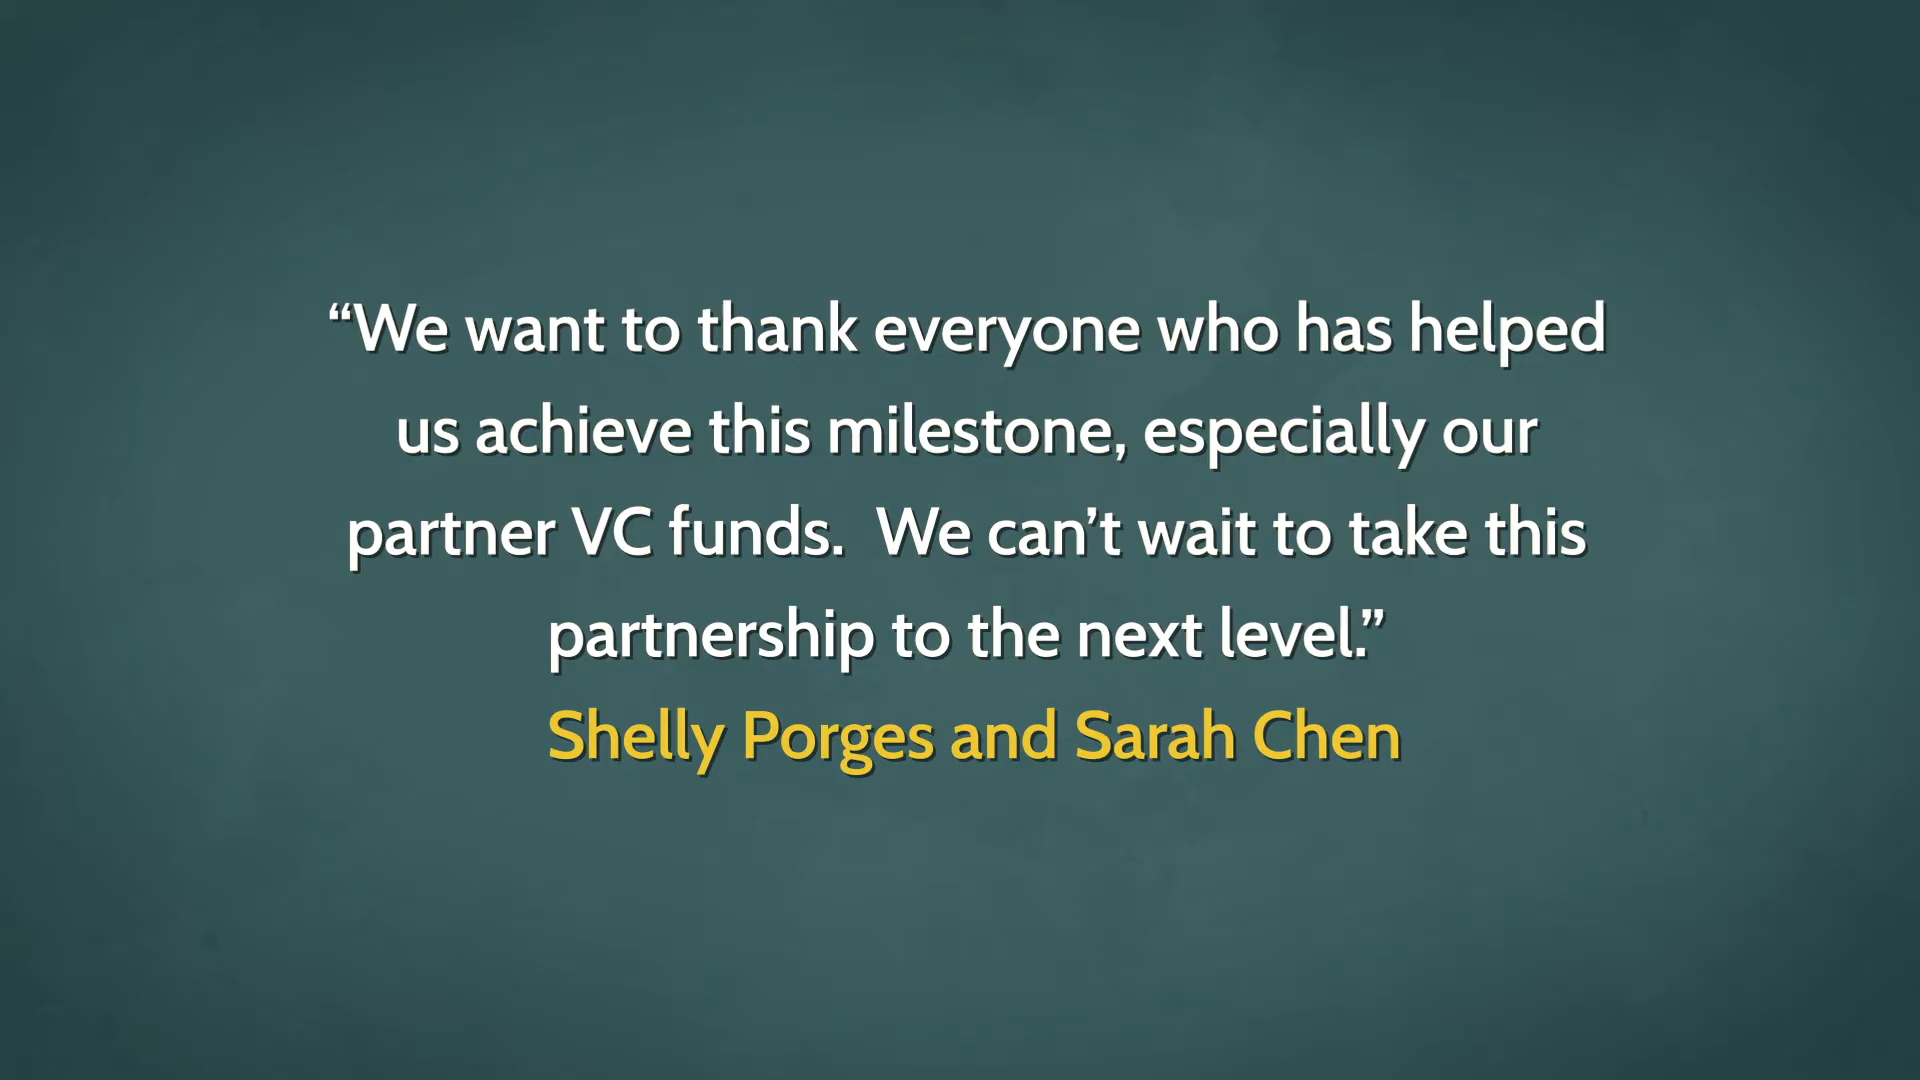 “We want to thank everyone who has helped
us achieve this milestone, especially our
partner VC funds.  We can’t wait to take this
partnership to the next level.”
Shelly Porges and Sarah Chen